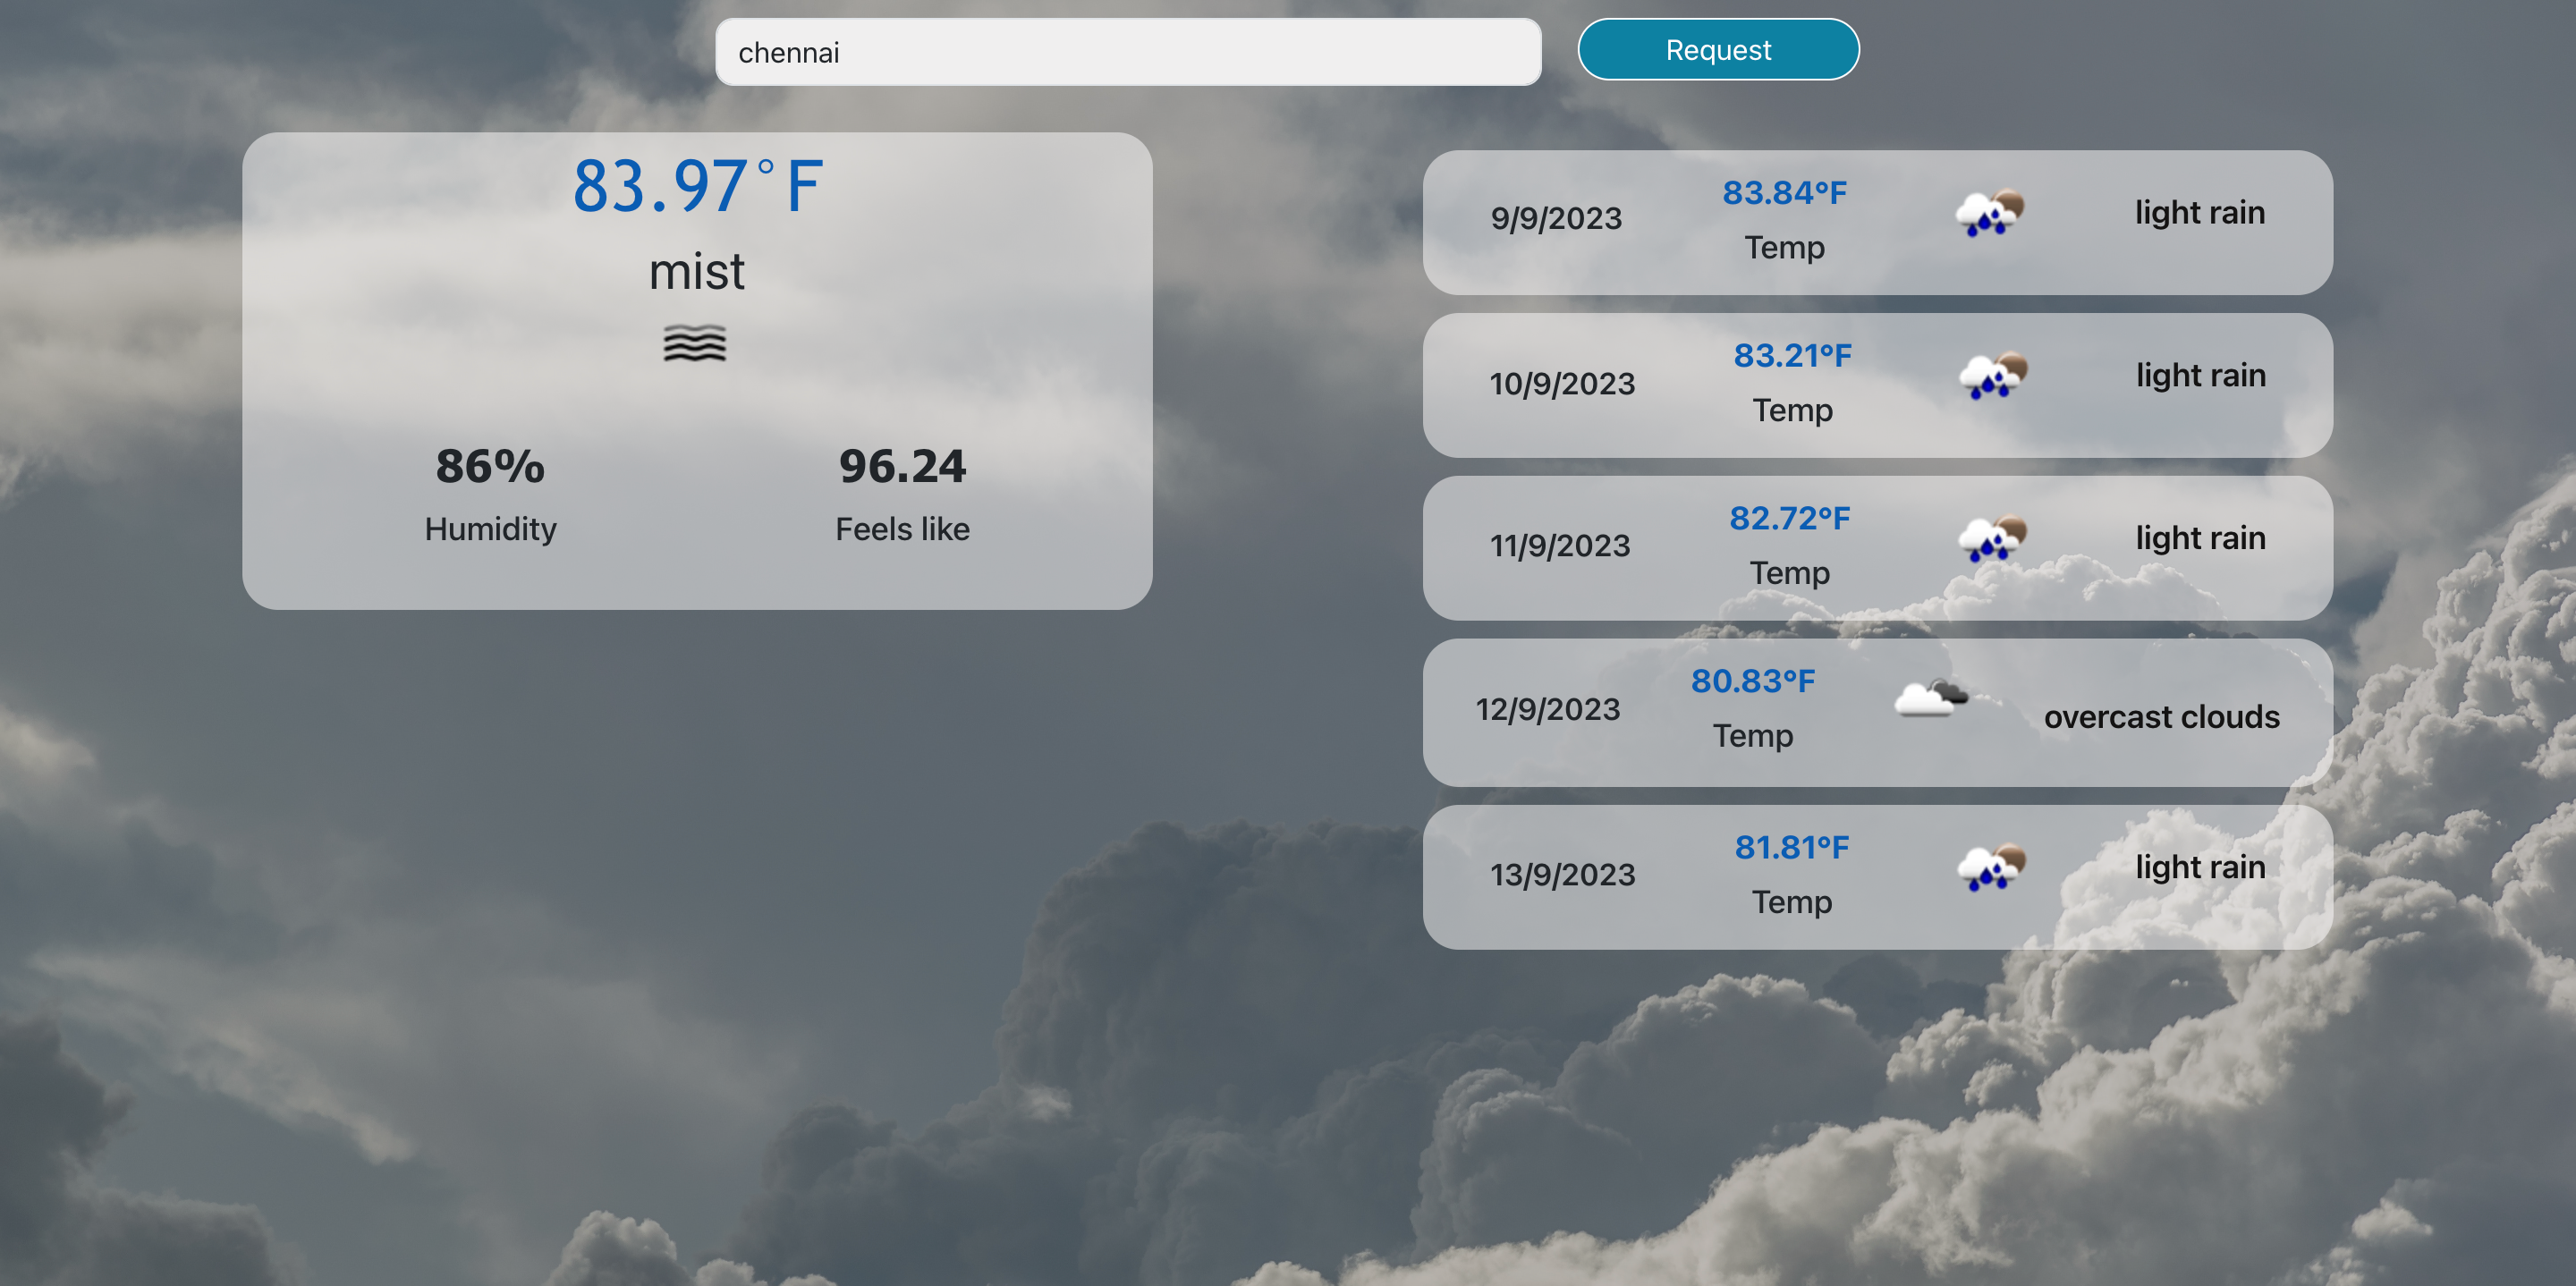 chennai
Request
83.97°F
mist
86%
Humidity
96.24
Feels like
9/9/2023
83.84°F
Temp
light rain
10/9/2023
83.21°F
Temp
light rain
11/9/2023
82.72°F
Temp
light rain
12/9/2023
80.83°F
Temp
overcast clouds
13/9/2023
81.81°F
Temp
light rain